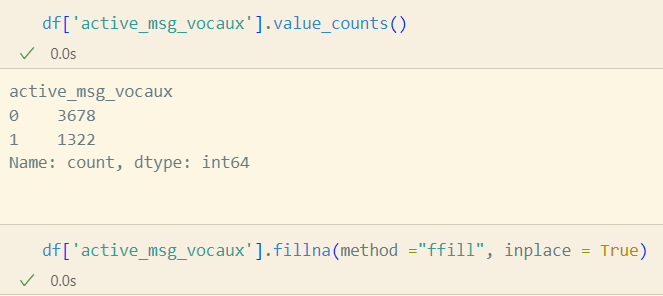 df['active_msg_vocaux'].value_counts()
✓ 0.0s
active_msg_vocaux
0    3678
1    1322
Name: count, dtype: int64
df['active_msg_vocaux'].fillna(method ="ffill", inplace = True)
✓ 0.0s